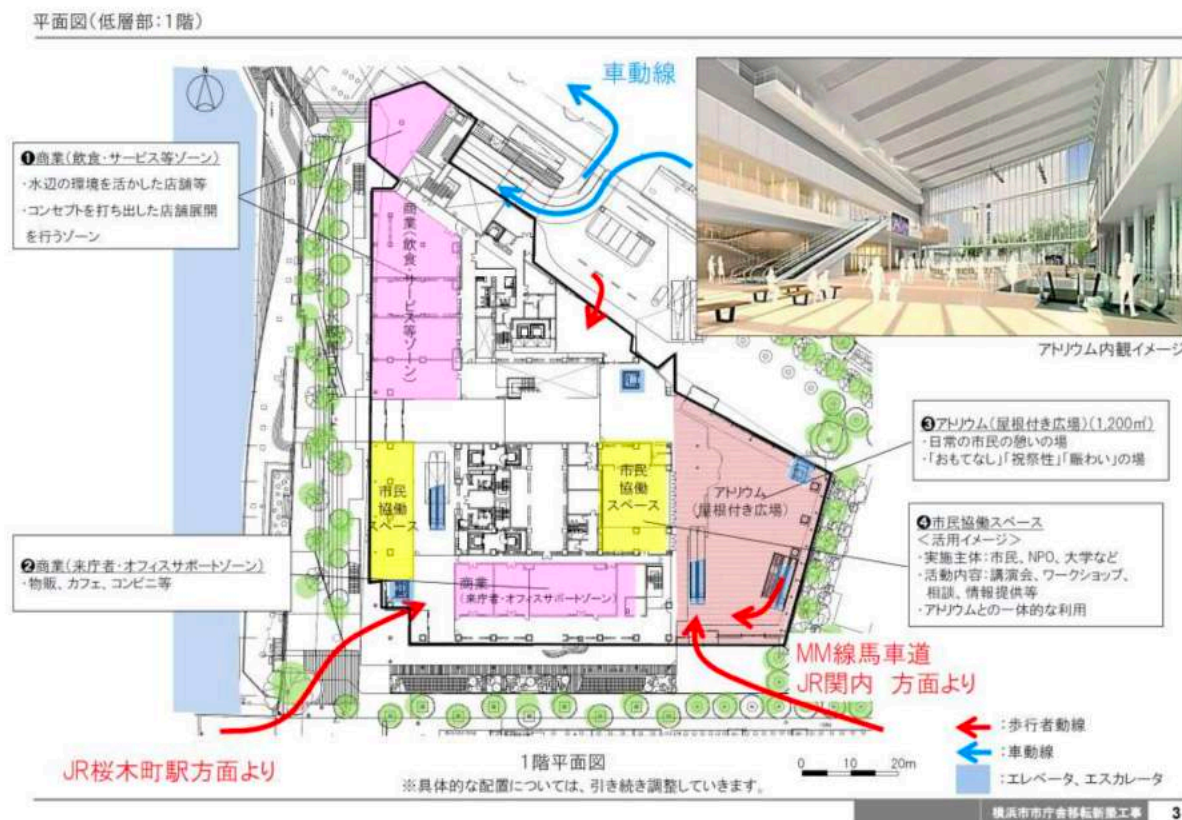 平面図(低層部:1階)
N
車動線
❶商業(飲食・サービス等ゾーン)
・水辺の環境を活かした店舗等
・コンセプトを打ち出した店舗展開
を行うゾーン
商業(飲食・サービス等ゾーン)
アトリウム内観イメージ
❸アトリウム(屋根付き広場)(1,200㎡)
・日常の市民の憩いの場
・「おもてなし」「祝祭性」「賑わい」の場
市民
協働
スペース
市民
協働
スペース
アトリウム
(屋根付き広場)
❹市民協働スペース
<活用イメージ>
・実施主体:市民、NPO、大学など
・活動内容:講演会、ワークショップ、
相談、情報提供等
・アトリウムとの一体的な利用
❷商業(来庁者・オフィスサポートゾーン)
・物販、カフェ、コンビニ等
商業
(来庁者・オフィスサポートゾーン)
MM線馬車道
JR関内 方面より
JR桜木町駅方面より
:歩行者動線
:車動線
:エレベータ、エスカレータ
1階平面図
0 10 20m
※具体的な配置については、引き続き調整していきます。
横浜市市庁舎移転新築工事 3